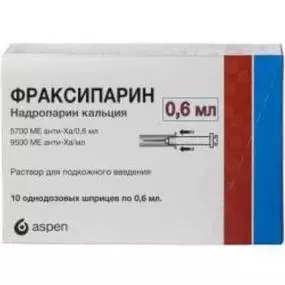 ФРАКСИПАРИН
Надропарин кальция
0,6 мл
5700 МЕ анти-Ха/0,6 мл
9500 МЕ анти-Ха/мл
Раствор для подкожного введения
10 однодозовых шприцев по 0,6 мл.
aspen